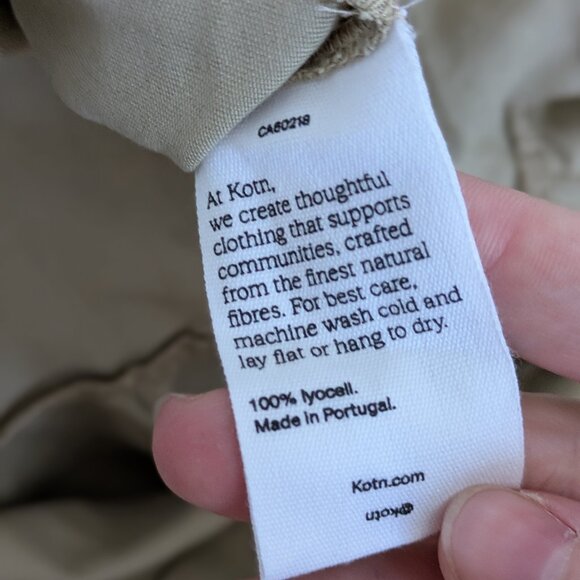 CA60218
At Kotn,
we create thoughtful
clothing that supports
communities, crafted
from the finest natural
fibres. For best care,
machine wash cold and
lay flat or hang to dry.
100% lyocell.
Made in Portugal.
Kotn.com
@kotn